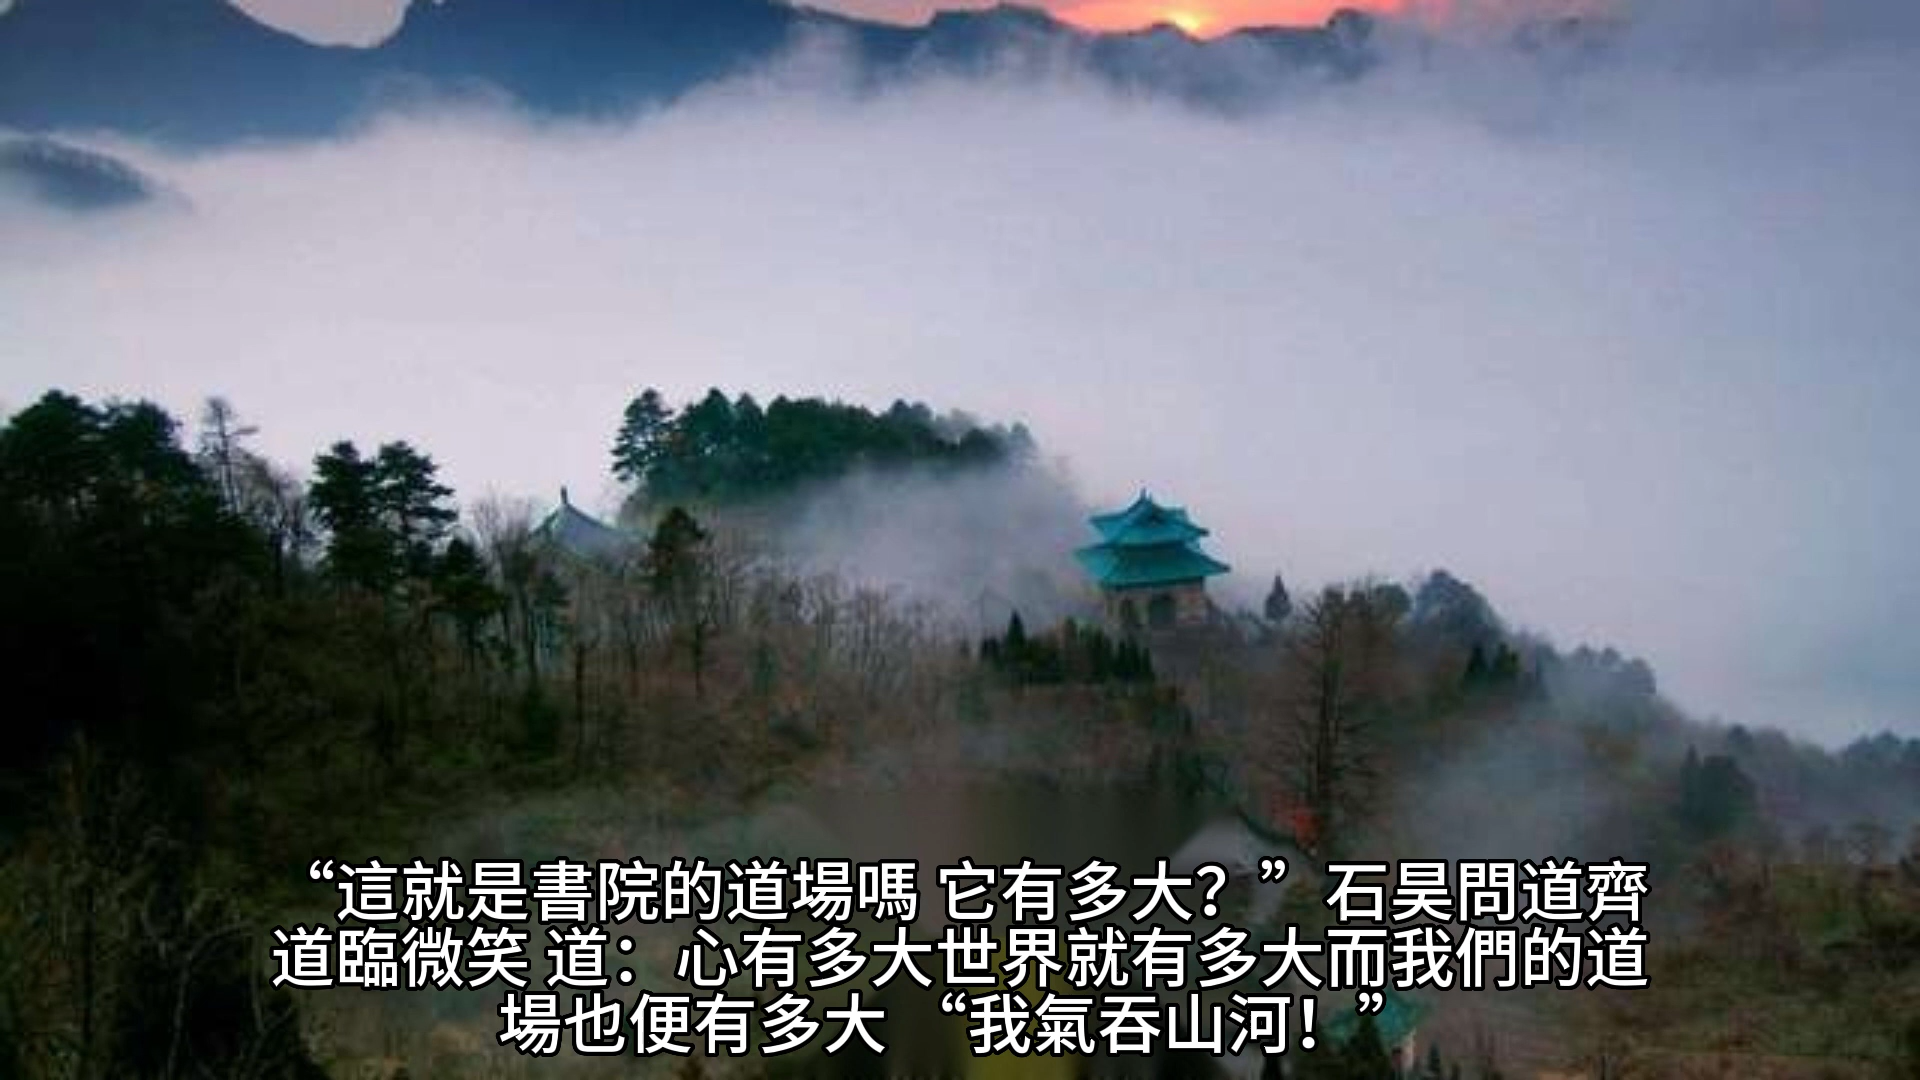 “這就是書院的道場嗎 它有多大？”石昊問道齊
道臨微笑 道：心有多大世界就有多大而我們的道
場也便有多大 “我氣吞山河！”